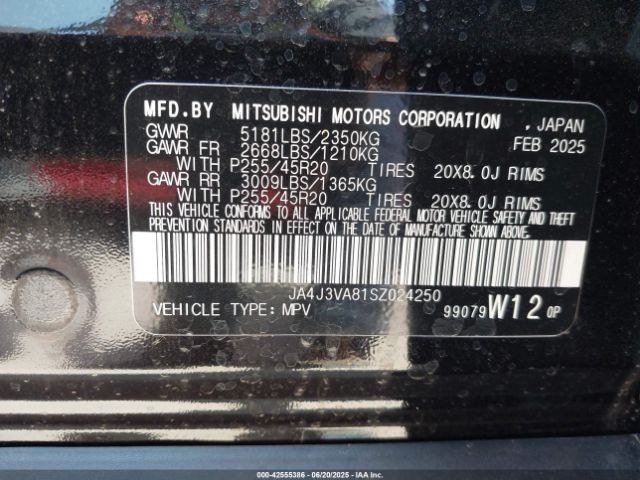 MFD.BY MITSUBISHI MOTORS CORPORATION , JAPAN
GVWR 5181LBS/2350KG FEB 2025
GAWR FR 2668LBS/1210KG
WITH P255/45R20 TIRES 20X8.0J RIMS
GAWR RR 3009LBS/1365KG
WITH P255/45R20 TIRES 20X8.0J RIMS
THIS VEHICLE CONFORMS TO ALL APPLICABLE FEDERAL MOTOR VEHICLE SAFETY AND THEFT
PREVENTION STANDARDS IN EFFECT ON THE DATE OF MANUFACTURE SHOWN ABOVE.
JA4J3VA81SZ024250
VEHICLE TYPE:MPV 99079 W12 0P
000-42555386 - 06/20/2025 - IAAI.COM